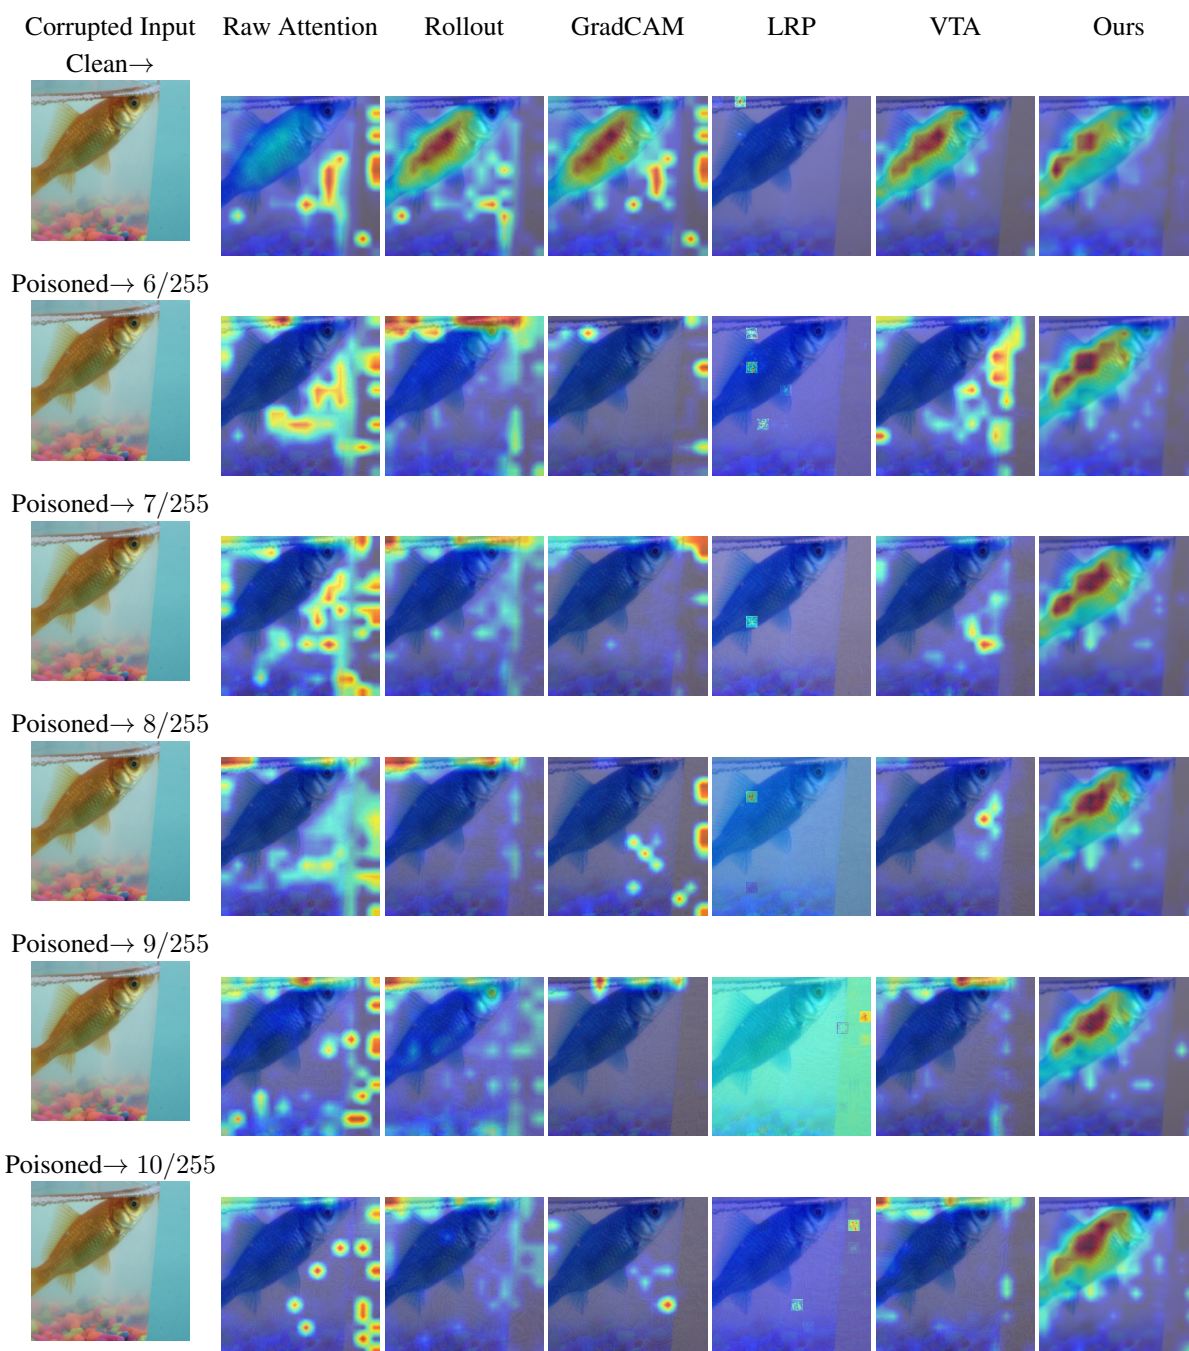 Corrupted Input Raw Attention Rollout GradCAM LRP VTA Ours
Clean→
Poisoned→ 6/255
Poisoned→ 7/255
Poisoned→ 8/255
Poisoned→ 9/255
Poisoned→ 10/255